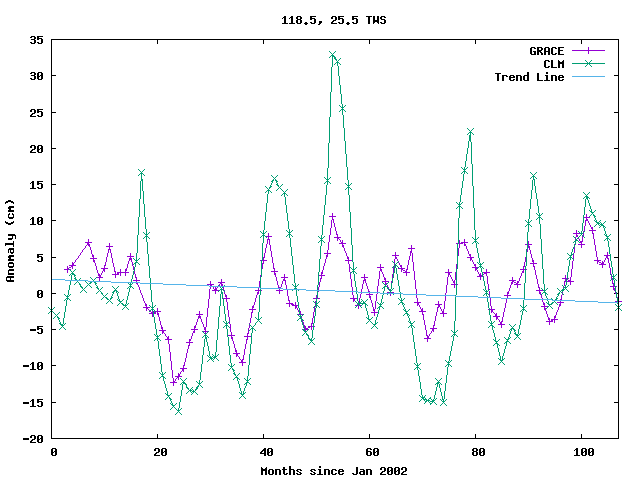 118.5, 25.5 TWS
GRACE
CLM
Trend Line
Anomaly (cm)
35
30
25
20
15
10
5
0
-5
-10
-15
-20
0 20 40 60 80 100
Months since Jan 2002